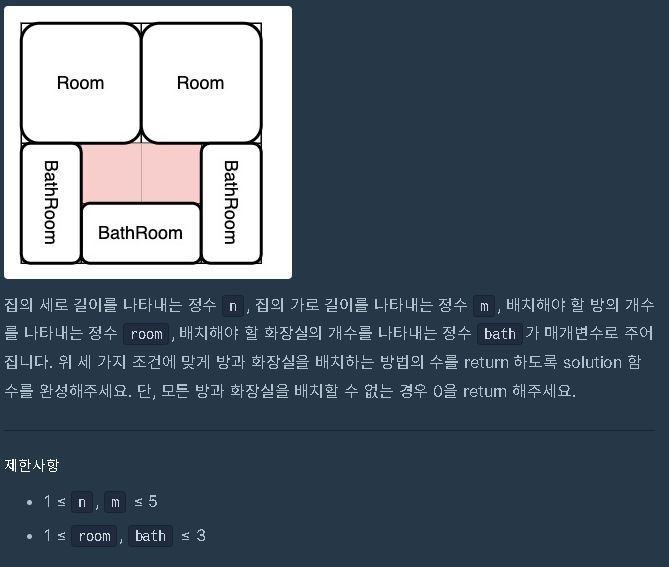 Room Room
BathRoom BathRoom BathRoom
집의 세로 길이를 나타내는 정수 n, 집의 가로 길이를 나타내는 정수 m, 배치해야 할 방의 개수
를 나타내는 정수 room, 배치해야 할 화장실의 개수를 나타내는 정수 bath가 매개변수로 주어
집니다. 위 세 가지 조건에 맞게 방과 화장실을 배치하는 방법의 수를 return 하도록 solution 함
수를 완성해주세요. 단, 모든 방과 화장실을 배치할 수 없는 경우 0을 return 해주세요.
제한사항
• 1 ≤ n, m ≤ 5
• 1 ≤ room, bath ≤ 3